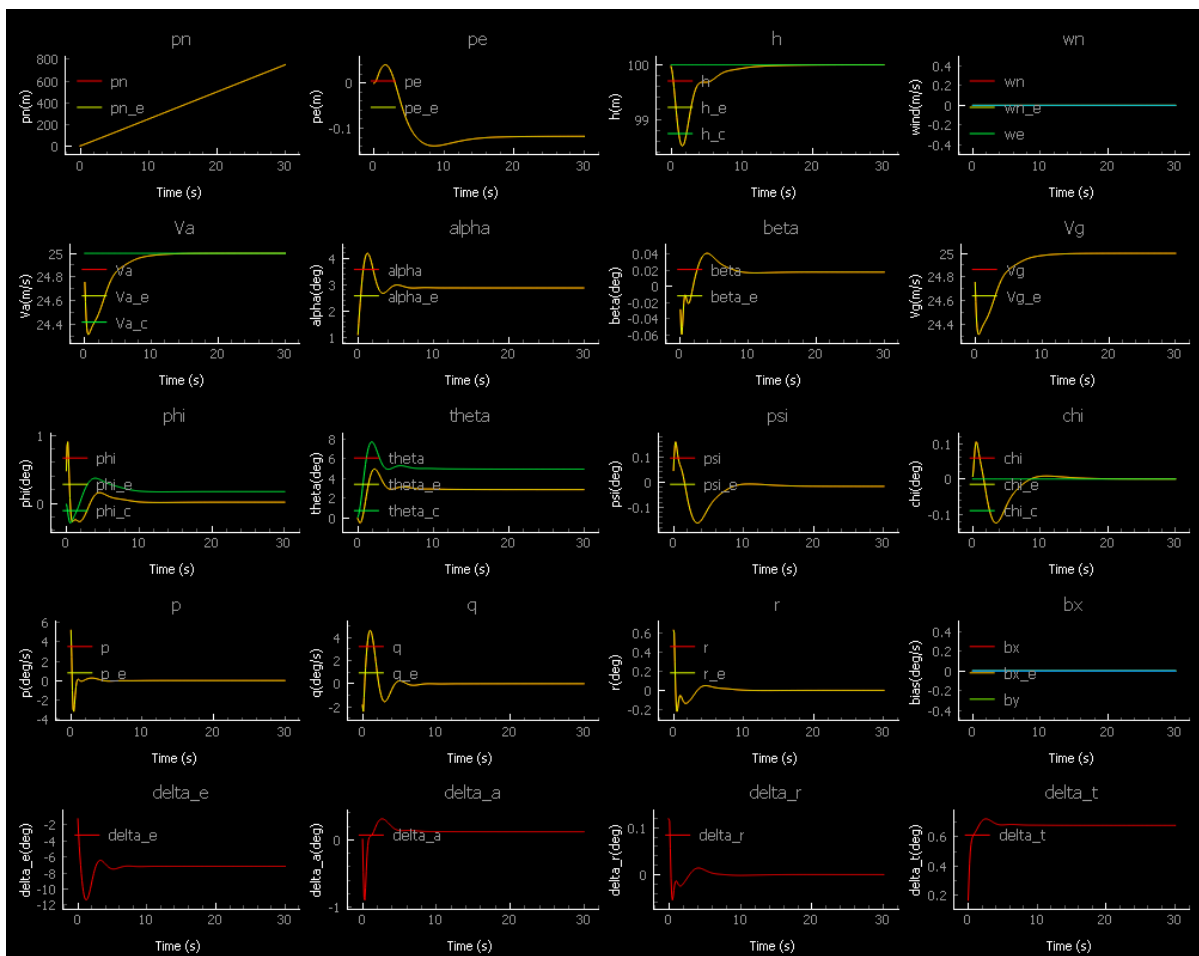 pn
pn(m)
800
600
400
200
0
pn
pn_e
0
10
20
30
Time (s)
pe
pe(m)
0
-0.1
pe
pe_e
0
10
20
30
Time (s)
h
h(m)
100
99
h
h_e
h_c
0
10
20
30
Time (s)
wn
wind(m/s)
0.4
0.2
0
-0.2
-0.4
wn
wn_e
we
0
10
20
30
Time (s)
Va
Va(m/s)
25
24.8
24.6
24.4
Va
Va_e
Va_c
0
10
20
30
Time (s)
alpha
alpha(deg)
4
3
2
1
alpha
alpha_e
0
10
20
30
Time (s)
beta
beta(deg)
0.04
0.02
0
-0.02
-0.04
-0.06
beta
beta_e
0
10
20
30
Time (s)
Vg
Vg(m/s)
25
24.8
24.6
24.4
Vg
Vg_e
0
10
20
30
Time (s)
phi
phi(deg)
1
0
phi
phi_e
phi_c
0
10
20
30
Time (s)
theta
theta(deg)
8
6
4
2
0
theta
theta_e
theta_c
0
10
20
30
Time (s)
psi
psi(deg)
0.1
0
-0.1
psi
psi_e
0
10
20
30
Time (s)
chi
chi(deg)
0.1
0
-0.1
chi
chi_e
chi_c
0
10
20
30
Time (s)
p
p(deg/s)
6
4
2
0
-2
-4
p
p_e
0
10
20
30
Time (s)
q
q(deg/s)
4
2
0
-2
q
q_e
0
10
20
30
Time (s)
r
r(deg)
0.6
0.4
0.2
0
-0.2
r
r_e
0
10
20
30
Time (s)
bx
bias(deg/s)
0.4
0.2
0
-0.2
-0.4
bx
bx_e
by
0
10
20
30
Time (s)
delta_e
delta_e(deg)
-2
-4
-6
-8
-10
-12
delta_e
0
10
20
30
Time (s)
delta_a
delta_a(deg)
0
-1
delta_a
0
10
20
30
Time (s)
delta_r
delta_r(deg)
0.1
0
delta_r
0
10
20
30
Time (s)
delta_t
delta_t(deg)
0.6
0.4
0.2
delta_t
0
10
20
30
Time (s)